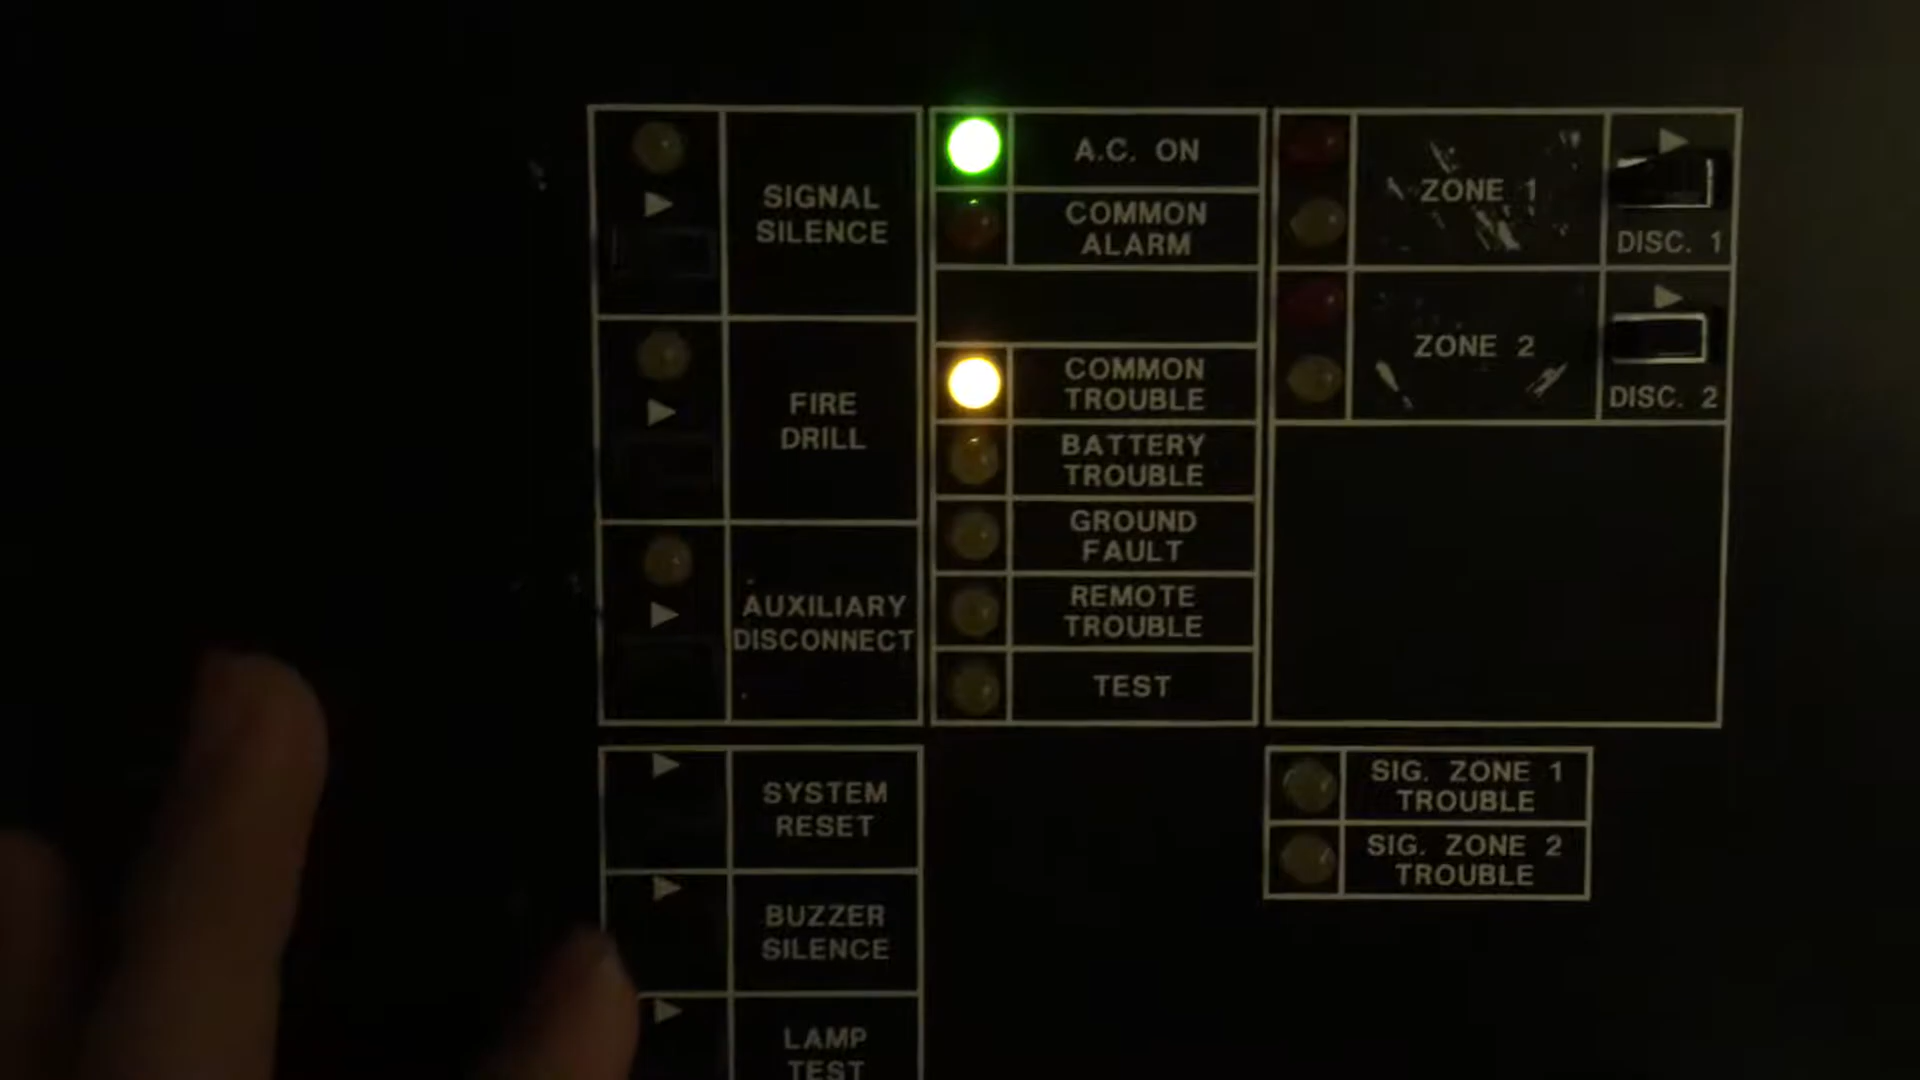 SIGNAL
SILENCE
FIRE
DRILL
AUXILIARY
DISCONNECT
SYSTEM
RESET
BUZZER
SILENCE
LAMP
TEST
A.C. ON
COMMON
ALARM
COMMON
TROUBLE
BATTERY
TROUBLE
GROUND
FAULT
REMOTE
TROUBLE
TEST
ZONE 1
DISC. 1
ZONE 2
DISC. 2
SIG. ZONE 1
TROUBLE
SIG. ZONE 2
TROUBLE